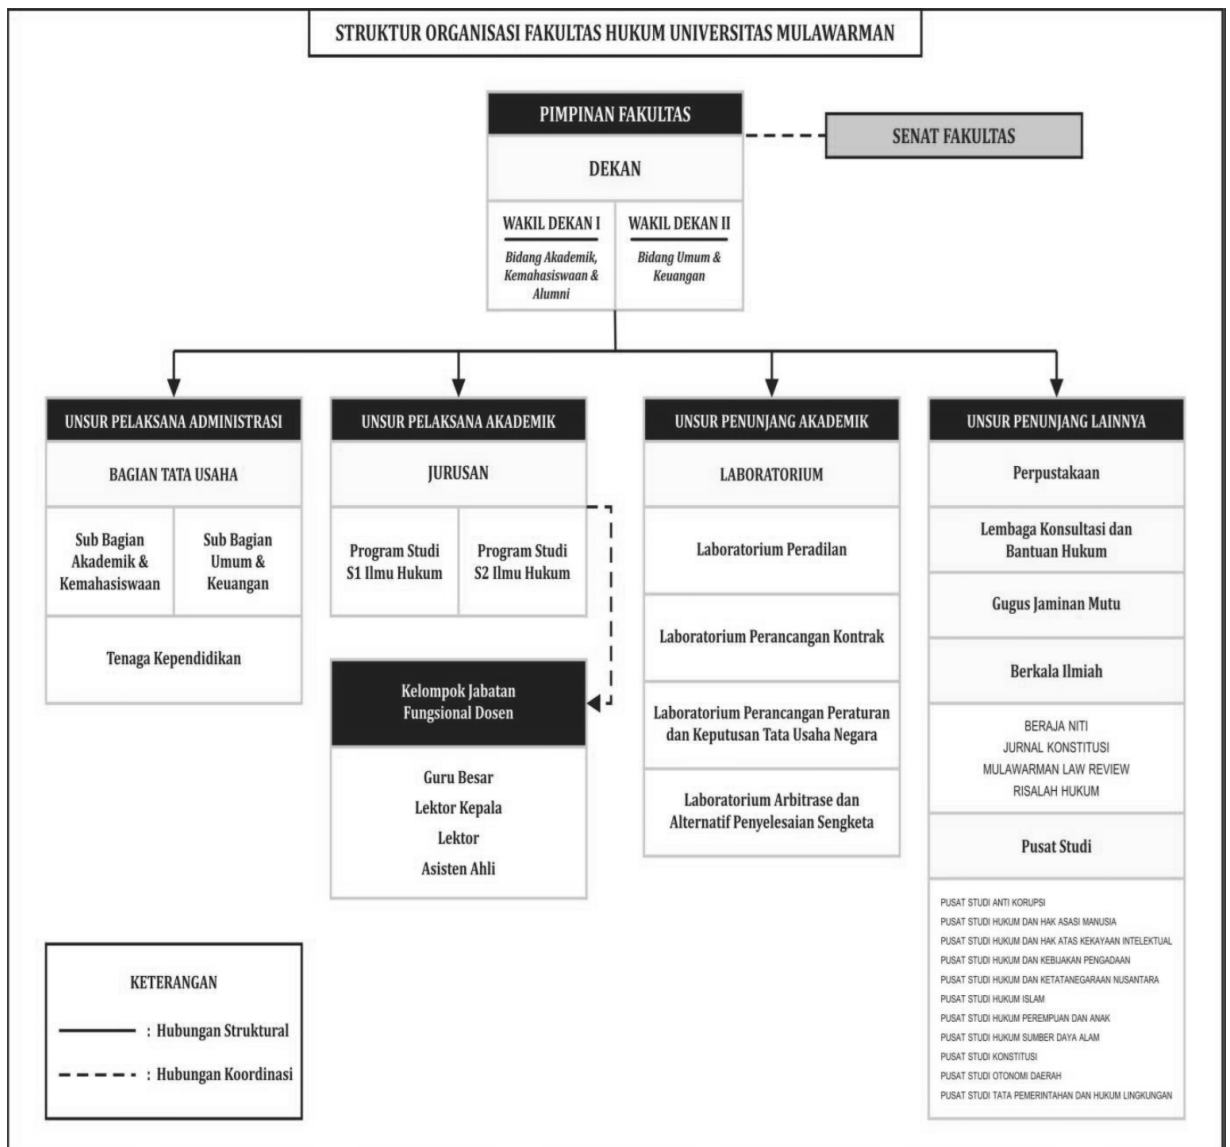 STRUKTUR ORGANISASI FAKULTAS HUKUM UNIVERSITAS MULAWARMAN
PIMPINAN FAKULTAS
SENAT FAKULTAS
DEKAN
WAKIL DEKAN I
Bidang Akademik,
Kemahasiswaan &
Alumni
WAKIL DEKAN II
Bidang Umum &
Keuangan
UNSUR PELAKSANA ADMINISTRASI
BAGIAN TATA USAHA
Sub Bagian
Akademik &
Kemahasiswaan
Sub Bagian
Umum &
Keuangan
Tenaga Kependidikan
UNSUR PELAKSANA AKADEMIK
JURUSAN
Program Studi
S1 Ilmu Hukum
Program Studi
S2 Ilmu Hukum
Kelompok Jabatan
Fungsional Dosen
Guru Besar
Lektor Kepala
Lektor
Asisten Ahli
UNSUR PENUNJANG AKADEMIK
LABORATORIUM
Laboratorium Peradilan
Laboratorium Perancangan Kontrak
Laboratorium Perancangan Peraturan
dan Keputusan Tata Usaha Negara
Laboratorium Arbitrase dan
Alternatif Penyelesaian Sengketa
UNSUR PENUNJANG LAINNYA
Perpustakaan
Lembaga Konsultasi dan
Bantuan Hukum
Gugus Jaminan Mutu
Berkala Ilmiah
BERAJA NITI
JURNAL KONSTITUSI
MULAWARMAN LAW REVIEW
RISALAH HUKUM
Pusat Studi
PUSAT STUDI ANTI KORUPSI
PUSAT STUDI HUKUM DAN HAK ASASI MANUSIA
PUSAT STUDI HUKUM DAN HAK ATAS KEKAYAAN INTELEKTUAL
PUSAT STUDI HUKUM DAN KEBIJAKAN PENGADAAN
PUSAT STUDI HUKUM DAN KETATANEGARAAN NUSANTARA
PUSAT STUDI HUKUM ISLAM
PUSAT STUDI HUKUM PEREMPUAN DAN ANAK
PUSAT STUDI HUKUM SUMBER DAYA ALAM
PUSAT STUDI KONSTITUSI
PUSAT STUDI OTONOMI DAERAH
PUSAT STUDI TATA PEMERINTAHAN DAN HUKUM LINGKUNGAN
KETERANGAN
: Hubungan Struktural
: Hubungan Koordinasi